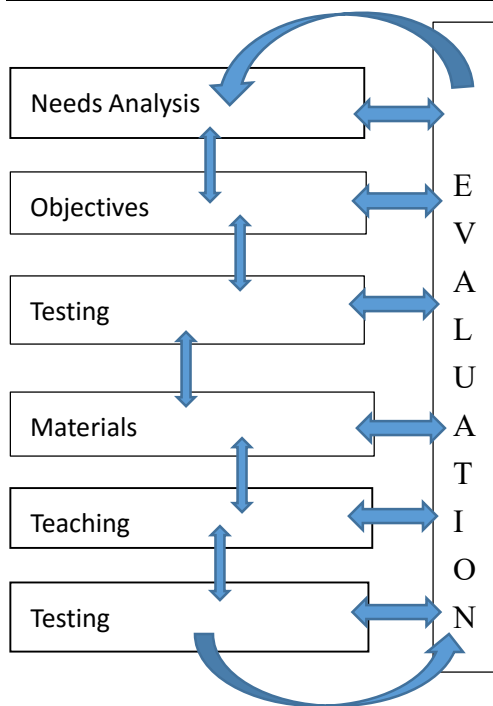 Needs Analysis
Objectives
Testing
Materials
Teaching
Testing
E
V
A
L
U
A
T
I
O
N